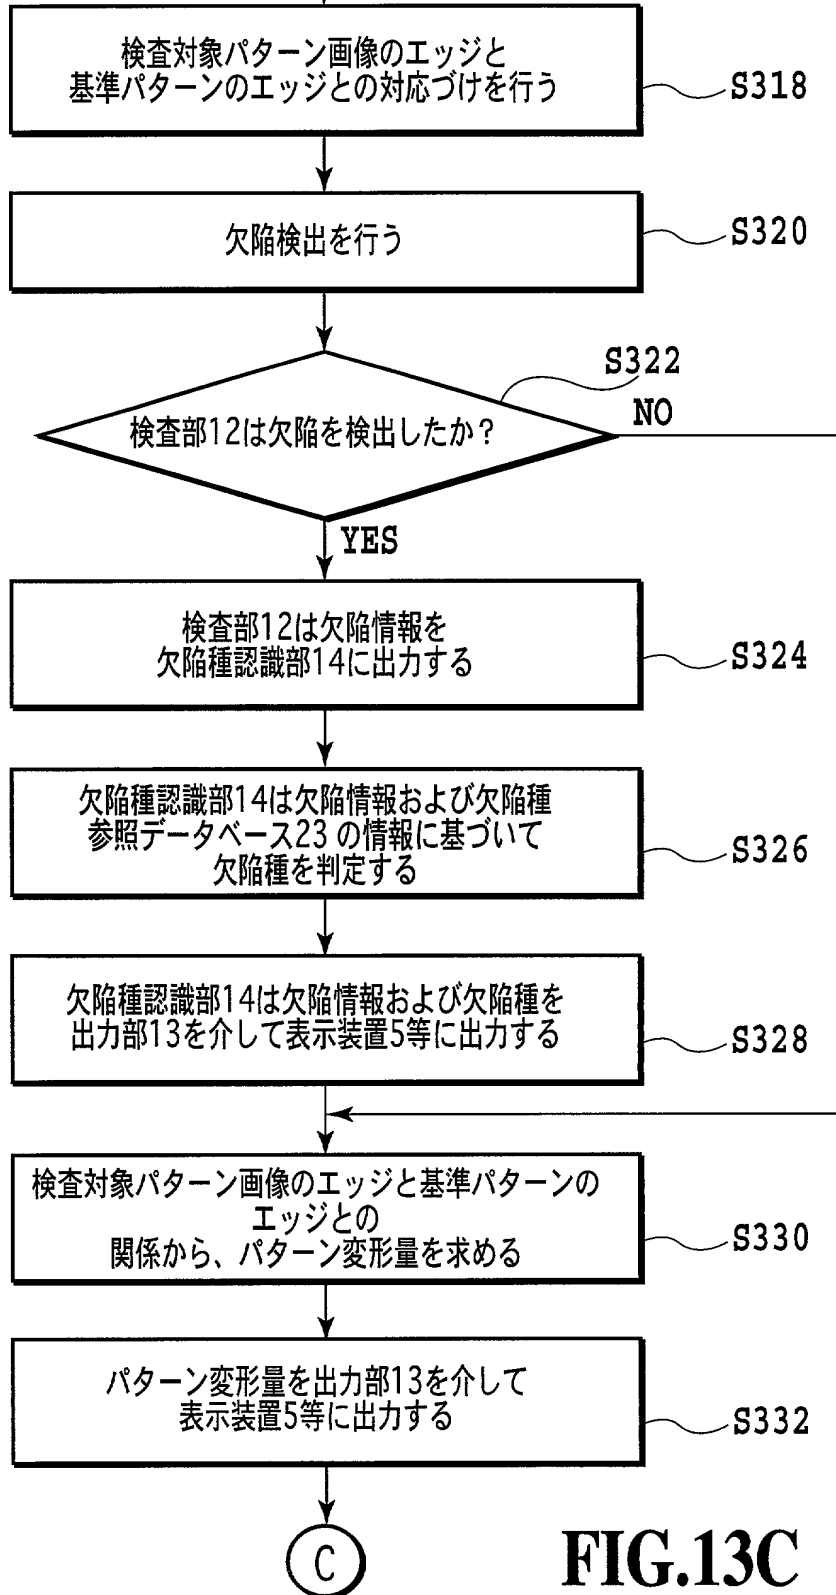 検査対象パターン画像のエッジと
基準パターンのエッジとの対応づけを行う
S318
欠陥検出を行う
S320
S322
検査部12は欠陥を検出したか？
NO
YES
検査部12は欠陥情報を
欠陥種認識部14に出力する
S324
欠陥種認識部14は欠陥情報および欠陥種
参照データベース23 の情報に基づいて
欠陥種を判定する
S326
欠陥種認識部14は欠陥情報および欠陥種を
出力部13を介して表示装置5等に出力する
S328
検査対象パターン画像のエッジと基準パターンの
エッジとの
関係から、パターン変形量を求める
S330
パターン変形量を出力部13を介して
表示装置5等に出力する
S332
C
FIG.13C